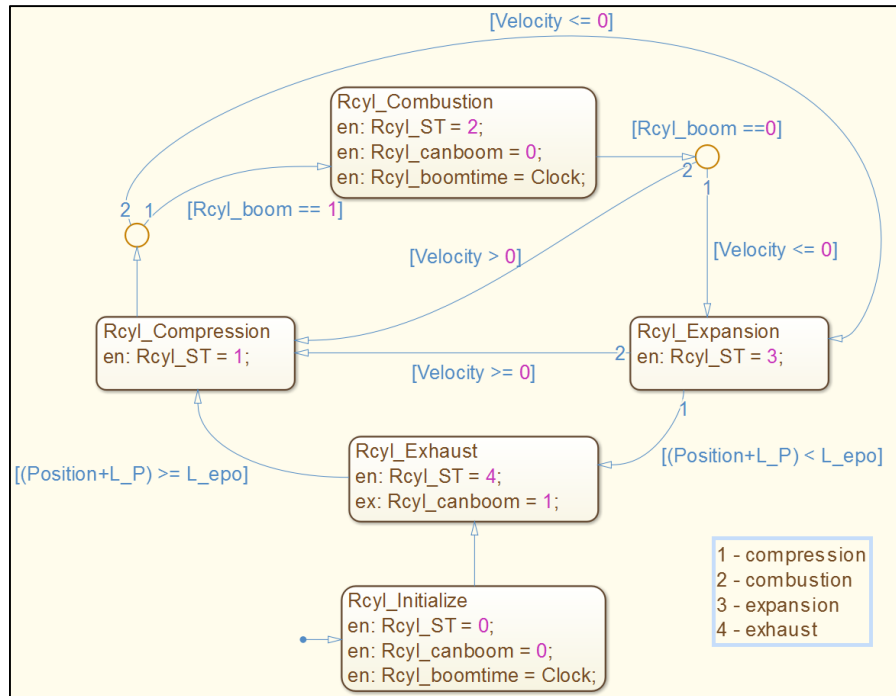 [Velocity <= 0]
Rcyl_Combustion
en: Rcyl_ST = 2;
en: Rcyl_canboom = 0;
en: Rcyl_boomtime = Clock;
[Rcyl_boom ==0]
2
1
2
1
[Rcyl_boom == 1]
[Velocity > 0]
[Velocity <= 0]
Rcyl_Compression
en: Rcyl_ST = 1;
Rcyl_Expansion
en: Rcyl_ST = 3;
2
[Velocity >= 0]
1
Rcyl_Exhaust
en: Rcyl_ST = 4;
ex: Rcyl_canboom = 1;
[(Position+L_P) >= L_epo]
[(Position+L_P) < L_epo]
Rcyl_Initialize
en: Rcyl_ST = 0;
en: Rcyl_canboom = 0;
en: Rcyl_boomtime = Clock;
1 - compression
2 - combustion
3 - expansion
4 - exhaust